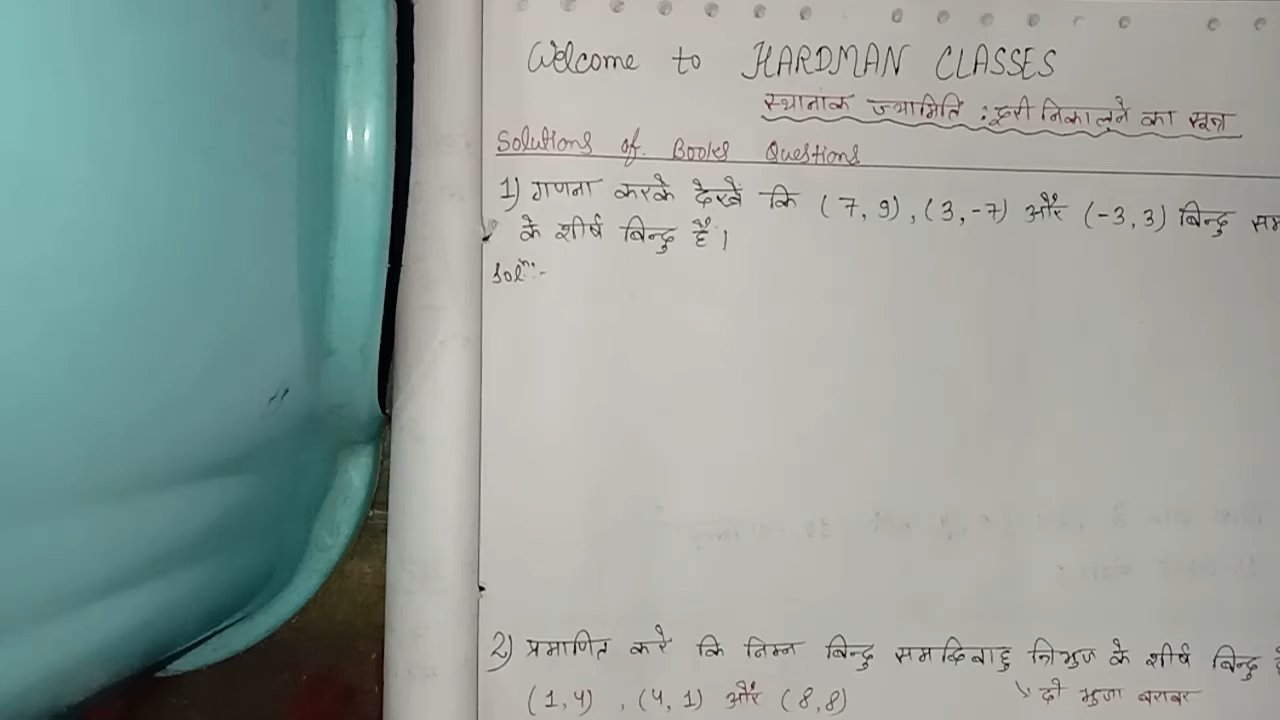 Welcome to HARDMAN CLASSES
स्थानांक ज्यामिति : दूरी निकालने का सूत्र
Solutions of Books Questions
1) गणना करके देखें कि (7, 9), (3, -7) और (-3, 3) बिन्दु सम
के शीर्ष बिन्दु हैं।
Solⁿ:-
2) प्रमाणित करे कि निम्न बिन्दु समद्विबाहु त्रिभुज के शीर्ष बिन्दु
(1, 4) , (4, 1) और (8, 8) दो भुजा बराबर